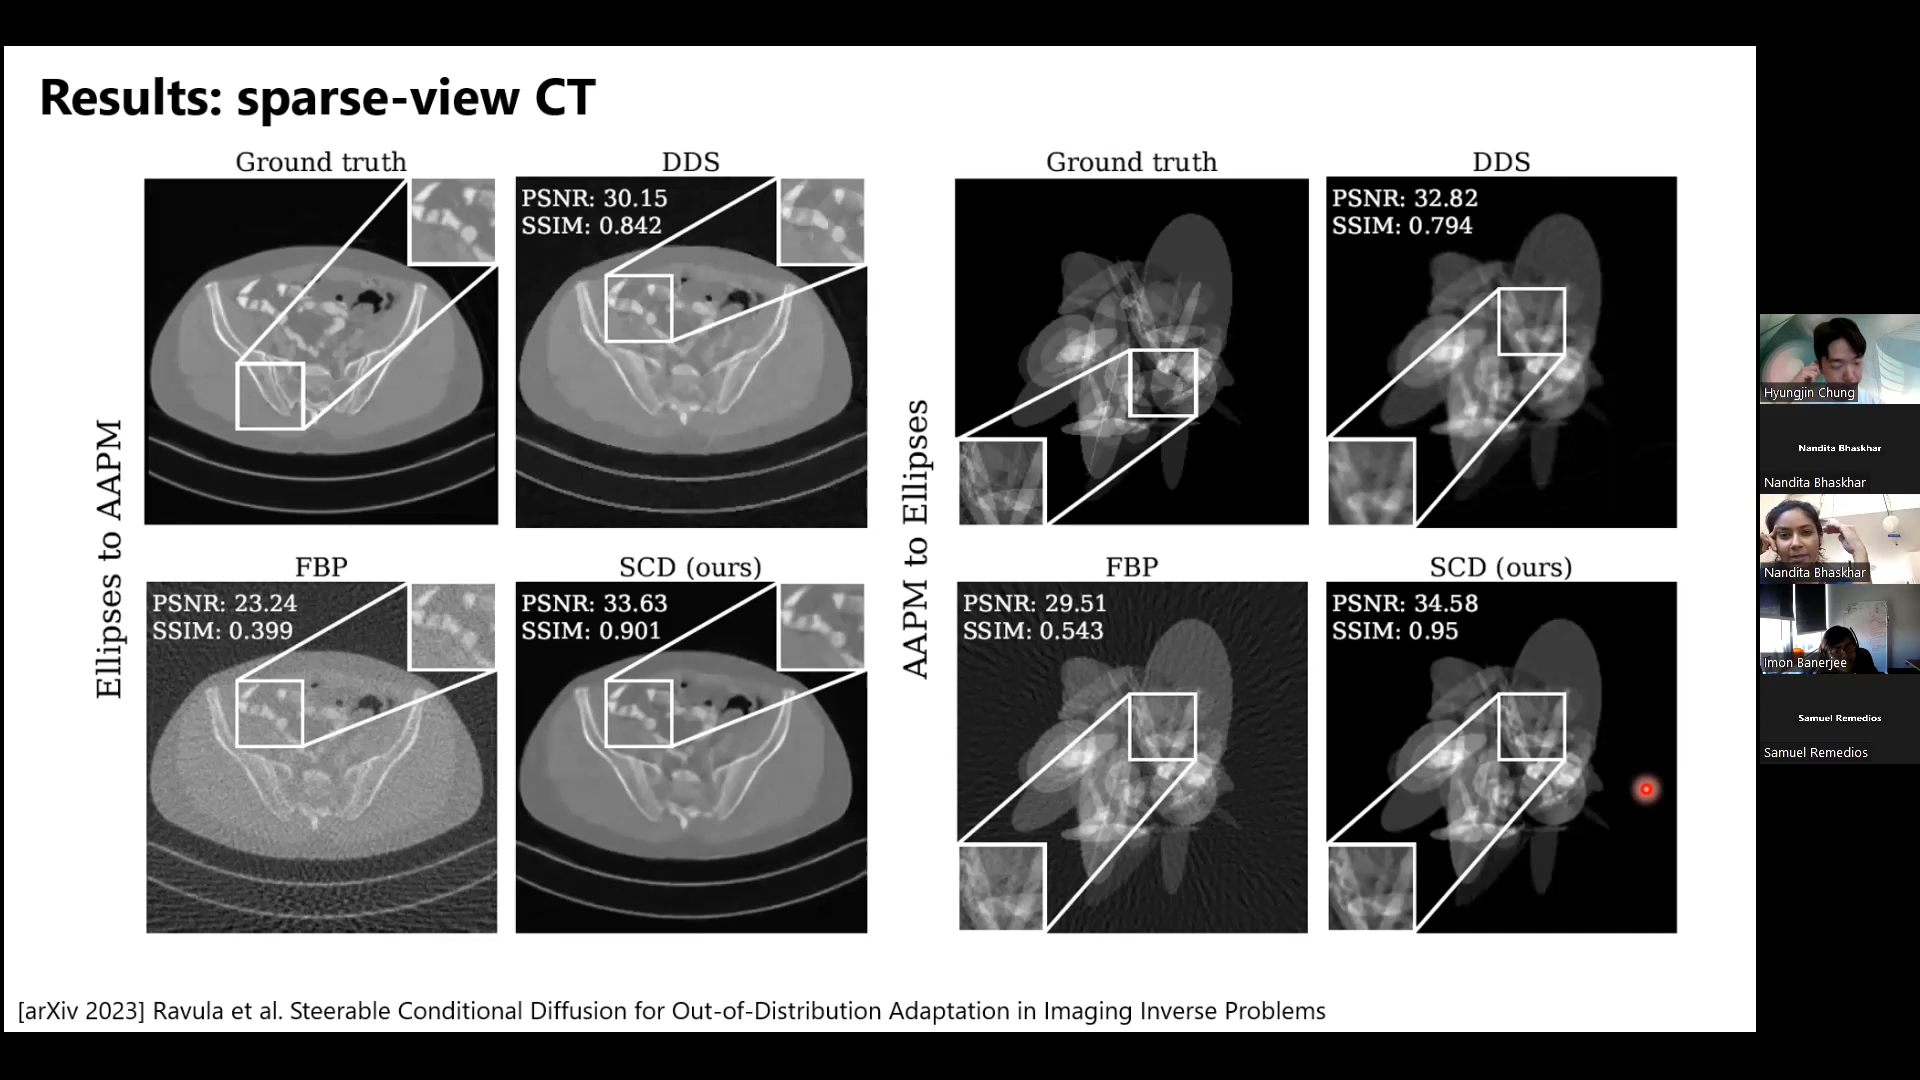 Results: sparse-view CT
Ground truth
DDS
PSNR: 30.15
SSIM: 0.842
Ellipses to AAPM
FBP
PSNR: 23.24
SSIM: 0.399
SCD (ours)
PSNR: 33.63
SSIM: 0.901
Ground truth
DDS
PSNR: 32.82
SSIM: 0.794
AAPM to Ellipses
FBP
PSNR: 29.51
SSIM: 0.543
SCD (ours)
PSNR: 34.58
SSIM: 0.95
[arXiv 2023] Ravula et al. Steerable Conditional Diffusion for Out-of-Distribution Adaptation in Imaging Inverse Problems
Hyungjin Chung
Nandita Bhaskhar
Nandita Bhaskhar
Nandita Bhaskhar
Imon Banerjee
Samuel Remedios
Samuel Remedios